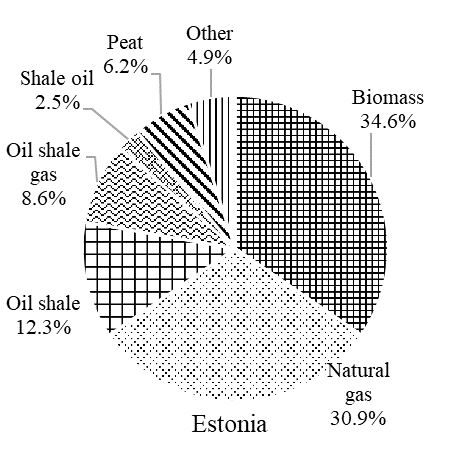 Other
4.9%
Peat
6.2%
Shale oil
2.5%
Biomass
34.6%
Oil shale
gas
8.6%
Oil shale
12.3%
Natural
gas
30.9%
Estonia